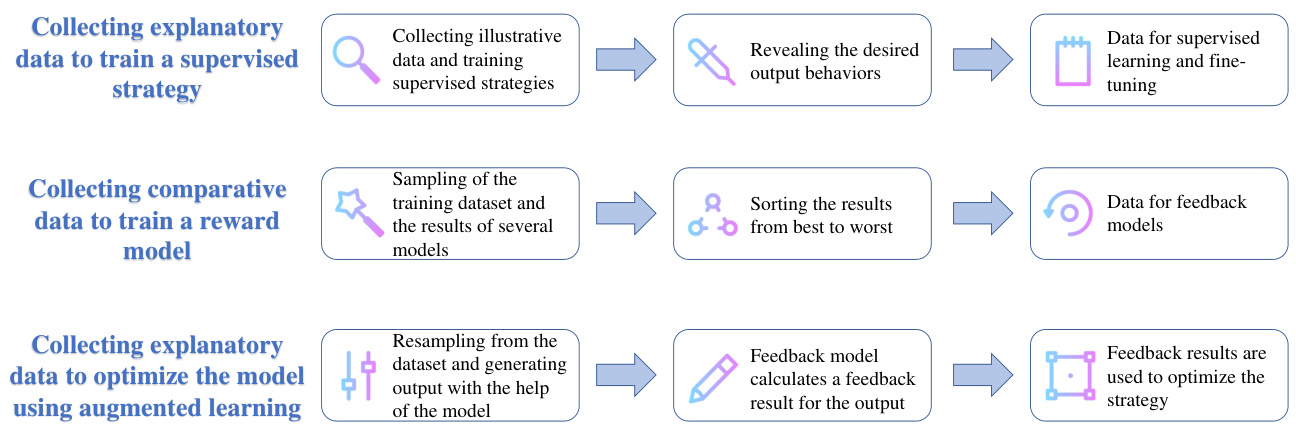 Collecting explanatory
data to train a supervised
strategy
Collecting illustrative
data and training
supervised strategies
Revealing the desired
output behaviors
Data for supervised
learning and fine-
tuning
Collecting comparative
data to train a reward
model
Sampling of the
training dataset and
the results of several
models
Sorting the results
from best to worst
Data for feedback
models
Collecting explanatory
data to optimize the model
using augmented learning
Resampling from the
dataset and generating
output with the help
of the model
Feedback model
calculates a feedback
result for the output
Feedback results are
used to optimize the
strategy